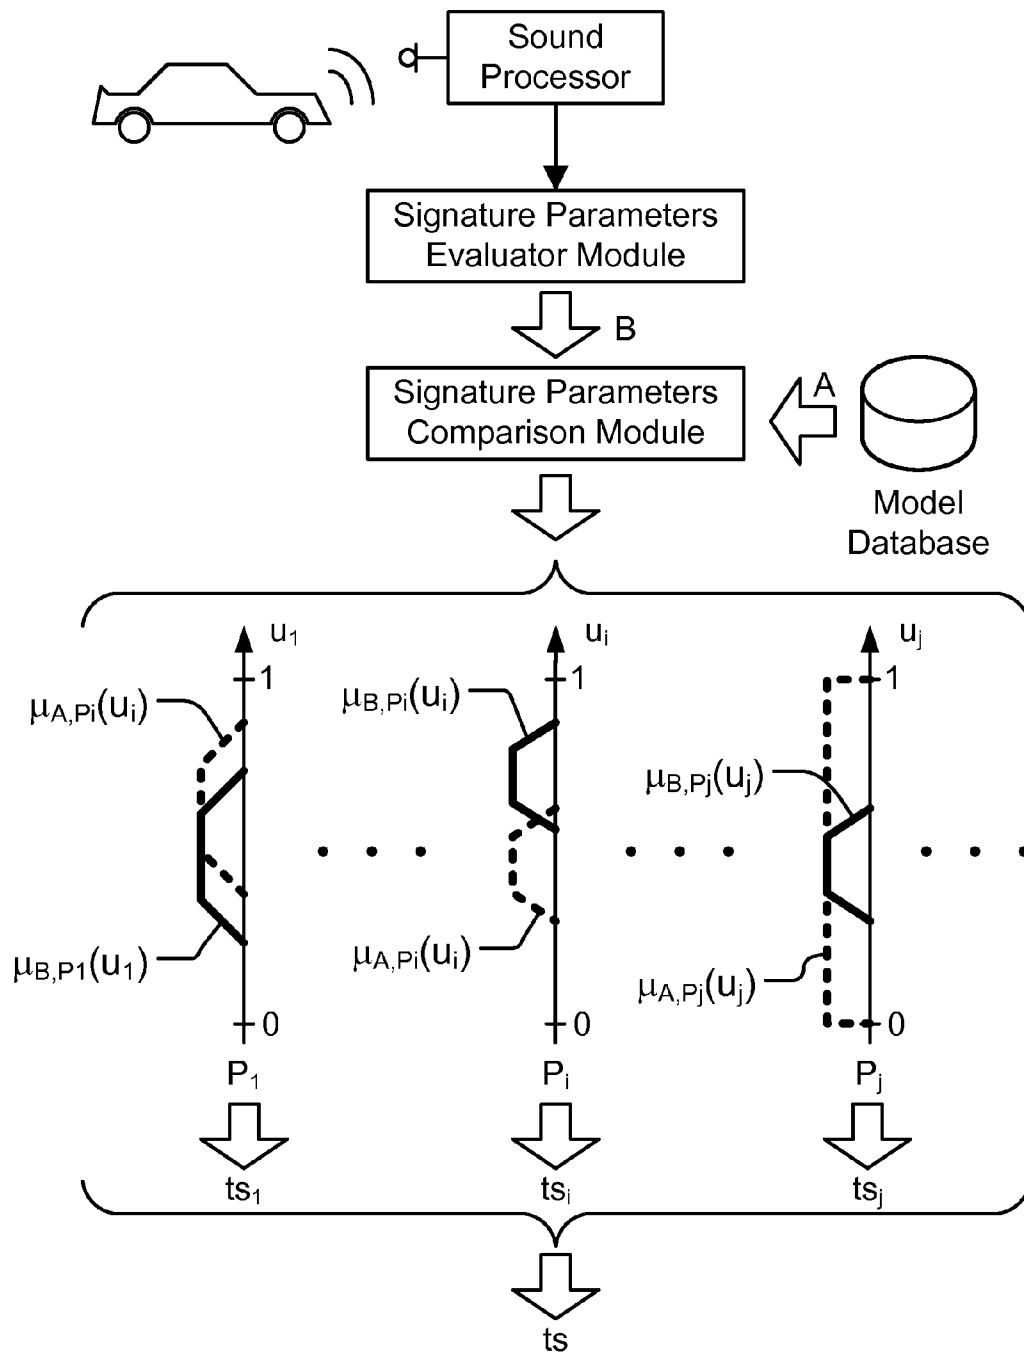 Sound
Processor
Signature Parameters
Evaluator Module
B
Signature Parameters
Comparison Module
A
Model
Database
u1
ui
uj
1
1
μA,Pi(ui)
μB,Pi(ui)
μB,Pj(uj)
μB,P1(u1)
μA,Pi(ui)
μA,Pj(uj)
0
0
P1
Pi
Pj
ts1
tsi
tsj
ts